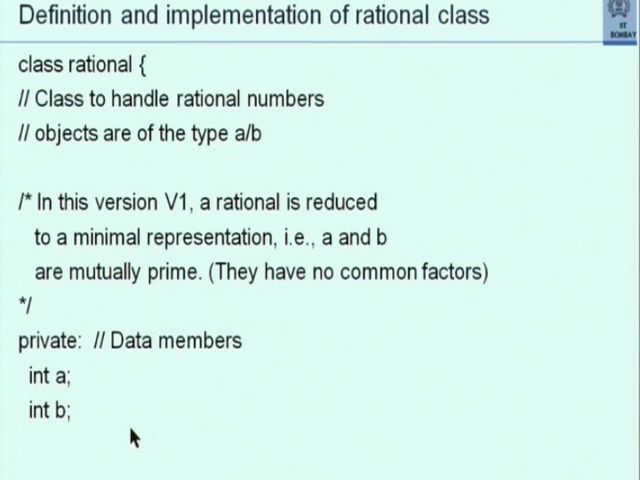 Definition and implementation of rational class
IIT
BOMBAY
class rational {
// Class to handle rational numbers
// objects are of the type a/b
/* In this version V1, a rational is reduced
to a minimal representation, i.e., a and b
are mutually prime. (They have no common factors)
*/
private:  // Data members
int a;
int b;